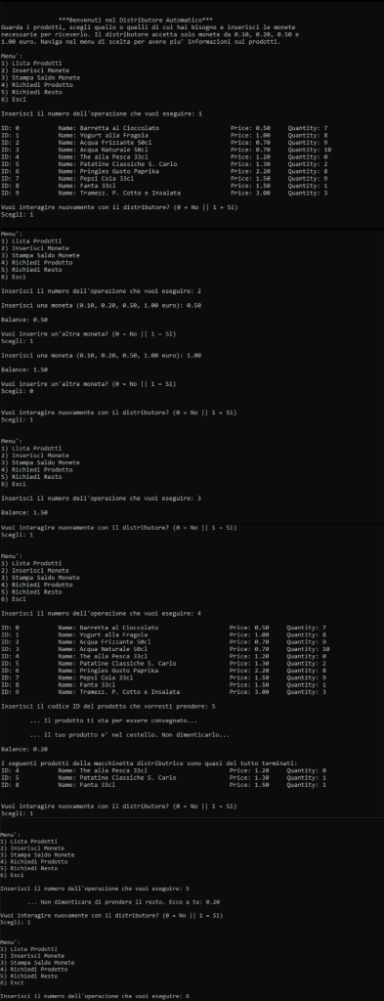 ***Benvenuti nel Distributore Automatico***
Guarda i prodotti, scegli quello o quelli di cui hai bisogno e inserisci le monete
necessarie per riceverlo. Il distributore accetta solo monete da 0.10, 0.20, 0.50 e
1.00 euro. Naviga nel menu di scelta per avere piu' informazioni sui prodotti.
Menu':
1) Lista Prodotti
2) Inserisci Monete
3) Stampa Saldo Monete
4) Richiedi Prodotto
5) Richiedi Resto
6) Esci
Inserisci il numero dell'operazione che vuoi eseguire: 1
ID: 0 Name: Barretta al Cioccolato Price: 0.50 Quantity: 7
ID: 1 Name: Yogurt alla Fragola Price: 1.00 Quantity: 8
ID: 2 Name: Acqua Frizzante 50cl Price: 0.70 Quantity: 9
ID: 3 Name: Acqua Naturale 50cl Price: 0.70 Quantity: 10
ID: 4 Name: The alla Pesca 33cl Price: 1.20 Quantity: 0
ID: 5 Name: Patatine Classiche S. Carlo Price: 1.30 Quantity: 2
ID: 6 Name: Pringles Gusto Paprika Price: 2.20 Quantity: 8
ID: 7 Name: Pepsi Cola 33cl Price: 1.50 Quantity: 9
ID: 8 Name: Fanta 33cl Price: 1.50 Quantity: 1
ID: 9 Name: Tramezz. P. Cotto e Insalata Price: 3.00 Quantity: 3
Vuoi interagire nuovamente con il distributore? (0 = No || 1 = Si)
Scegli: 1
Menu':
1) Lista Prodotti
2) Inserisci Monete
3) Stampa Saldo Monete
4) Richiedi Prodotto
5) Richiedi Resto
6) Esci
Inserisci il numero dell'operazione che vuoi eseguire: 2
Inserisci una moneta (0.10, 0.20, 0.50, 1.00 euro): 0.50
Balance: 0.50
Vuoi inserire un'altra moneta? (0 = No || 1 = Si)
Scegli: 1
Inserisci una moneta (0.10, 0.20, 0.50, 1.00 euro): 1.00
Balance: 1.50
Vuoi inserire un'altra moneta? (0 = No || 1 = Si)
Scegli: 0
Vuoi interagire nuovamente con il distributore? (0 = No || 1 = Si)
Scegli: 1
Menu':
1) Lista Prodotti
2) Inserisci Monete
3) Stampa Saldo Monete
4) Richiedi Prodotto
5) Richiedi Resto
6) Esci
Inserisci il numero dell'operazione che vuoi eseguire: 3
Balance: 1.50
Vuoi interagire nuovamente con il distributore? (0 = No || 1 = Si)
Scegli: 1
Menu':
1) Lista Prodotti
2) Inserisci Monete
3) Stampa Saldo Monete
4) Richiedi Prodotto
5) Richiedi Resto
6) Esci
Inserisci il numero dell'operazione che vuoi eseguire: 4
ID: 0 Name: Barretta al Cioccolato Price: 0.50 Quantity: 7
ID: 1 Name: Yogurt alla Fragola Price: 1.00 Quantity: 8
ID: 2 Name: Acqua Frizzante 50cl Price: 0.70 Quantity: 9
ID: 3 Name: Acqua Naturale 50cl Price: 0.70 Quantity: 10
ID: 4 Name: The alla Pesca 33cl Price: 1.20 Quantity: 0
ID: 5 Name: Patatine Classiche S. Carlo Price: 1.30 Quantity: 2
ID: 6 Name: Pringles Gusto Paprika Price: 2.20 Quantity: 8
ID: 7 Name: Pepsi Cola 33cl Price: 1.50 Quantity: 9
ID: 8 Name: Fanta 33cl Price: 1.50 Quantity: 1
ID: 9 Name: Tramezz. P. Cotto e Insalata Price: 3.00 Quantity: 3
Inserisci il codice ID del prodotto che vorresti prendere: 5
... Il prodotto ti sta per essere consegnato...
... Il tuo prodotto e' nel cestello. Non dimenticarlo...
Balance: 0.20
I seguenti prodotti della macchinetta distributrice sono quasi del tutto terminati:
ID: 4 Name: The alla Pesca 33cl Price: 1.20 Quantity: 0
ID: 5 Name: Patatine Classiche S. Carlo Price: 1.30 Quantity: 1
ID: 8 Name: Fanta 33cl Price: 1.50 Quantity: 1
Vuoi interagire nuovamente con il distributore? (0 = No || 1 = Si)
Scegli: 1
Menu':
1) Lista Prodotti
2) Inserisci Monete
3) Stampa Saldo Monete
4) Richiedi Prodotto
5) Richiedi Resto
6) Esci
Inserisci il numero dell'operazione che vuoi eseguire: 5
... Non dimenticare di prendere il resto. Ecco a te: 0.20
Vuoi interagire nuovamente con il distributore? (0 = No || 1 = Si)
Scegli: 1
Menu':
1) Lista Prodotti
2) Inserisci Monete
3) Stampa Saldo Monete
4) Richiedi Prodotto
5) Richiedi Resto
6) Esci
Inserisci il numero dell'operazione che vuoi eseguire: